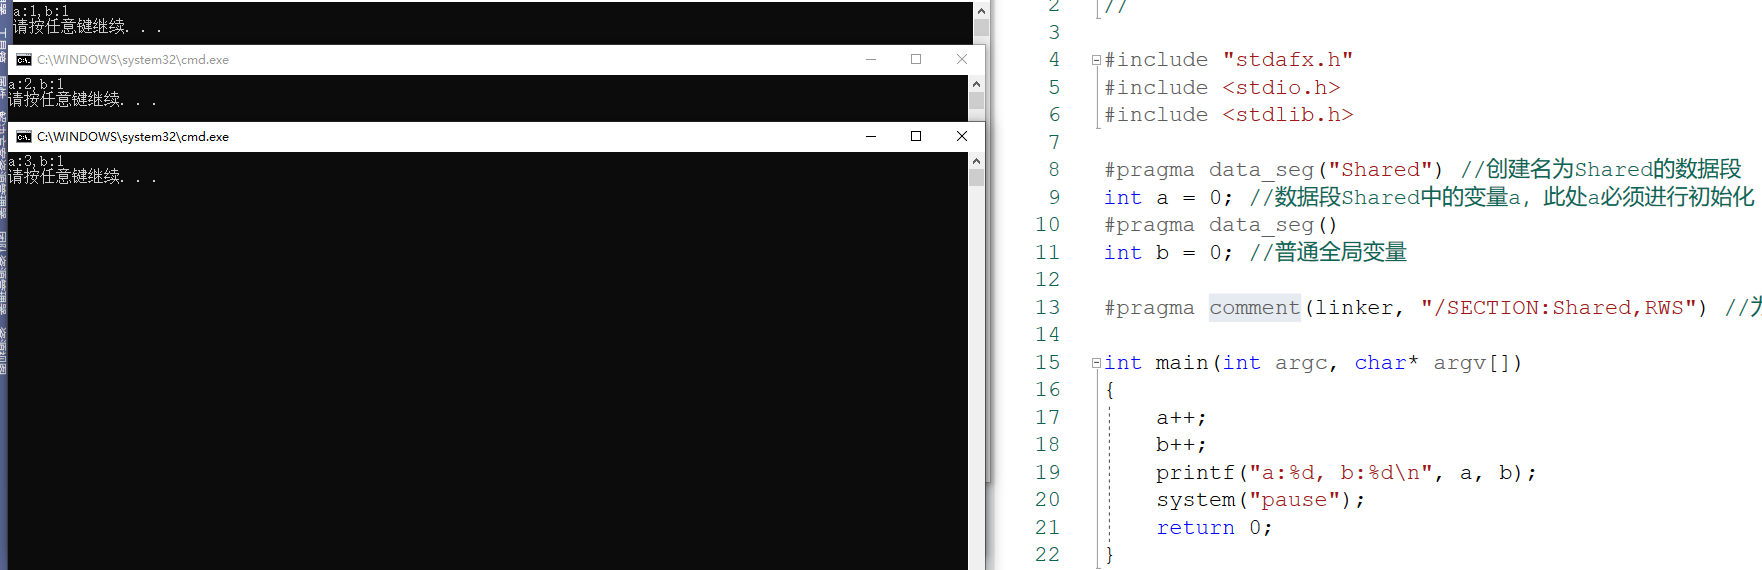 a:1,b:1
请按任意键继续. . .
C:\WINDOWS\system32\cmd.exe
a:2,b:1
请按任意键继续. . .
C:\WINDOWS\system32\cmd.exe
a:3,b:1
请按任意键继续. . .
2 //
3
4 #include "stdafx.h"
5 #include <stdio.h>
6 #include <stdlib.h>
7
8 #pragma data_seg("Shared") //创建名为Shared的数据段
9 int a = 0; //数据段Shared中的变量a，此处a必须进行初始化
10 #pragma data_seg()
11 int b = 0; //普通全局变量
12
13 #pragma comment(linker, "/SECTION:Shared,RWS") //
14
15 int main(int argc, char* argv[])
16 {
17 a++;
18 b++;
19 printf("a:%d, b:%d\n", a, b);
20 system("pause");
21 return 0;
22 }